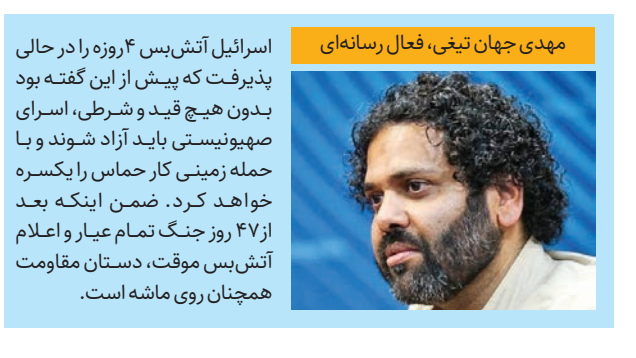 مهدی جهان تیغی، فعال رسانه‌ای
اسرائیل آتش‌بس ۴روزه را در حالی
پذیرفت که پیش از این گفته بود
بدون هیچ قید و شرطی، اسرای
صهیونیستی باید آزاد شوند و با
حمله زمینی کار حماس را یکسره
خواهد کرد. ضمن اینکه بعد
از۴۷ روز جنگ تمام عیار و اعلام
آتش‌بس موقت، دستان مقاومت
همچنان روی ماشه است.